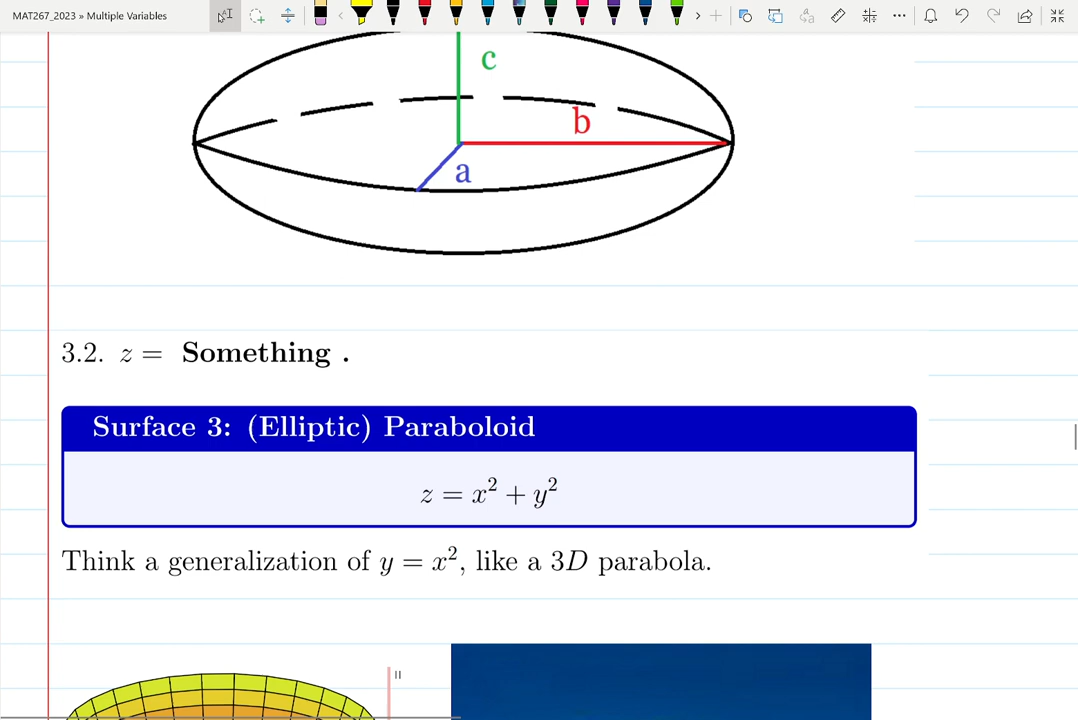 MAT267_2023 » Multiple Variables
c
b
a
3.2. z = Something .
Surface 3: (Elliptic) Paraboloid
z = x² + y²
Think a generalization of y = x², like a 3D parabola.